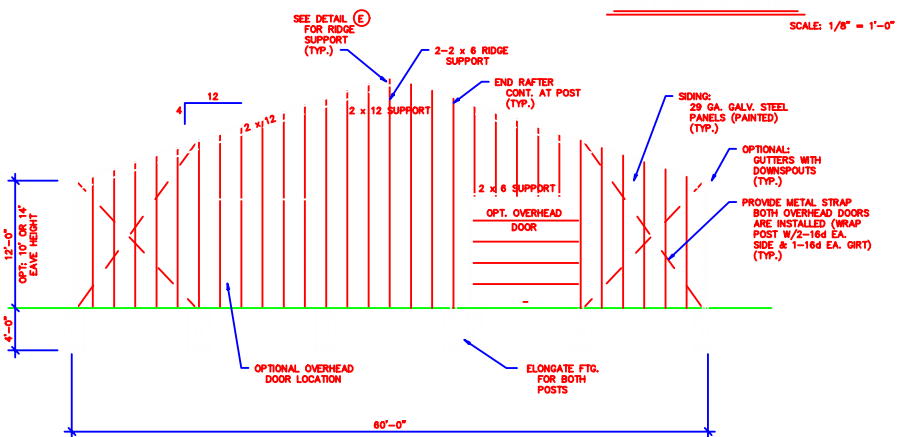 SCALE: 1/8" = 1'-0"
SEE DETAIL E
FOR RIDGE
SUPPORT
(TYP.)
2-2 x 6 RIDGE
SUPPORT
END RAFTER
CONT. AT POST
(TYP.)
12
4
2 x 12
2 x 12 SUPPORT
SIDING:
29 GA. GALV. STEEL
PANELS (PAINTED)
(TYP.)
OPTIONAL:
GUTTERS WITH
DOWNSPOUTS
(TYP.)
2 x 6 SUPPORT
OPT. OVERHEAD
DOOR
PROVIDE METAL STRAP
BOTH OVERHEAD DOORS
ARE INSTALLED (WRAP
POST W/2-16d EA.
SIDE & 1-16d EA. GIRT)
(TYP.)
12'-0"
OPT: 10' OR 14'
EAVE HEIGHT
4'-0"
OPTIONAL OVERHEAD
DOOR LOCATION
ELONGATE FTG.
FOR BOTH
POSTS
60'-0"